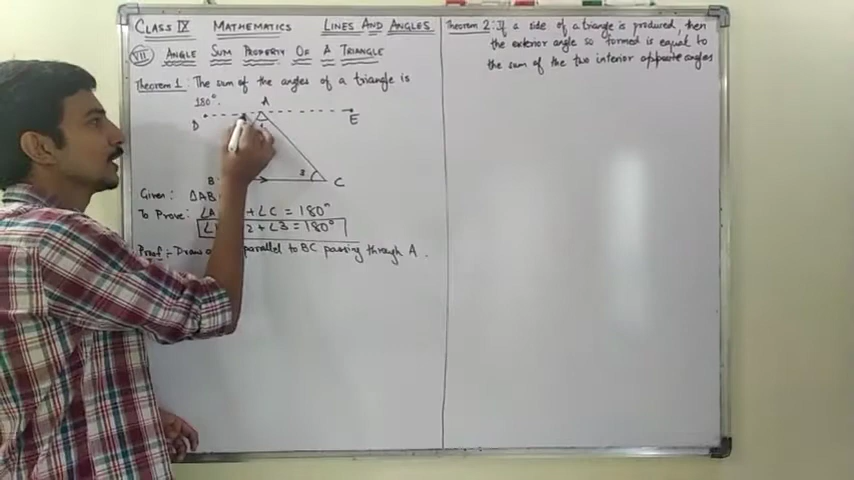 CLASS IX MATHEMATICS LINES AND ANGLES
VII ANGLE SUM PROPERTY OF A TRIANGLE
Theorem 1: The sum of the angles of a triangle is
180°.
A
D
E
3
B
C
Given: ΔAB
To Prove: ∠A + ∠C = 180°
∠1 2 + ∠3 = 180°
Proof :- Draw parallel to BC passing through A.
Theorem 2: If a side of a triangle is produced, then
the exterior angle so formed is equal to
the sum of the two interior opposite angles